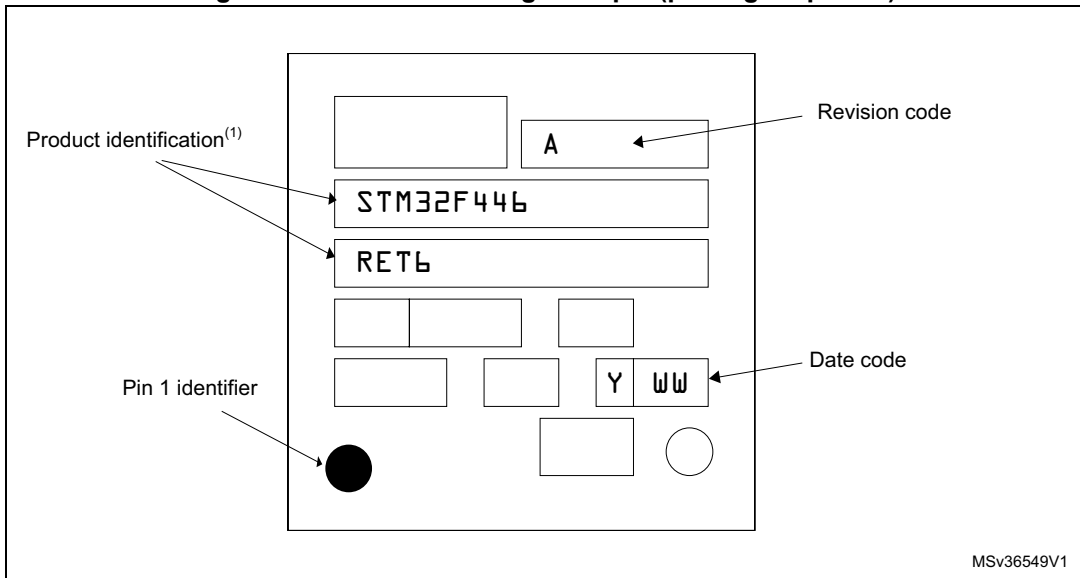 Revision code
Product identification(1)
A
STM32F446
RET6
Date code
Y WW
Pin 1 identifier
MSv36549V1